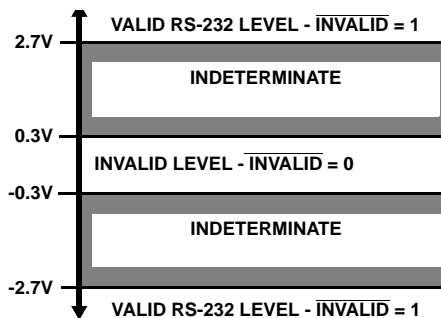 VALID RS-232 LEVEL - INVALID = 1
2.7V
INDETERMINATE
0.3V
INVALID LEVEL - INVALID = 0
-0.3V
INDETERMINATE
-2.7V
VALID RS-232 LEVEL - INVALID = 1